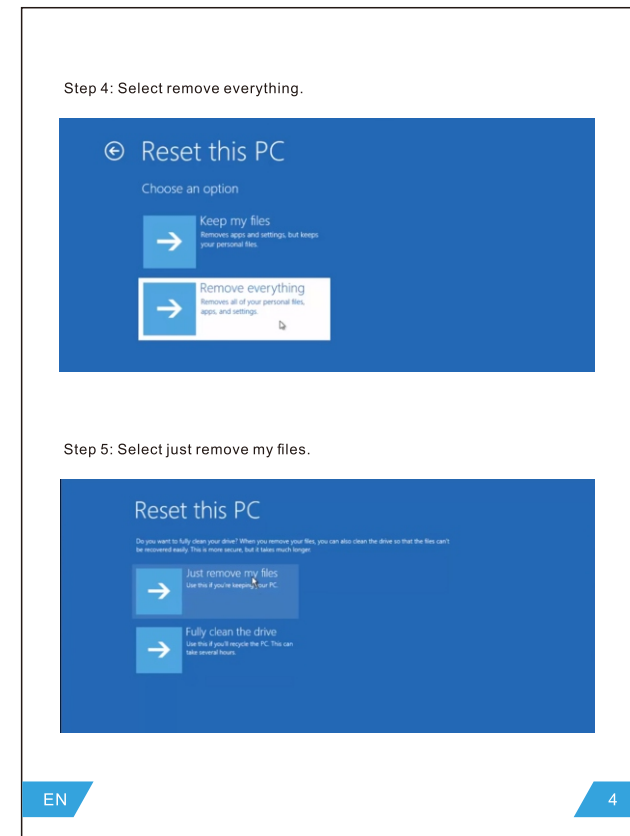 Step 4: Select remove everything.
Reset this PC
Choose an option
Keep my files
Removes apps and settings, but keeps
your personal files.
Remove everything
Removes all of your personal files,
apps, and settings.
Step 5: Select just remove my files.
Reset this PC
Do you want to fully clean your drive? When you remove your files, you can also clean the drive so that the files can't
be recovered easily. This is more secure, but it takes much longer.
Just remove my files
Use this if you're keeping your PC.
Fully clean the drive
Use this if you'll recycle the PC. This can
take several hours.
EN
4